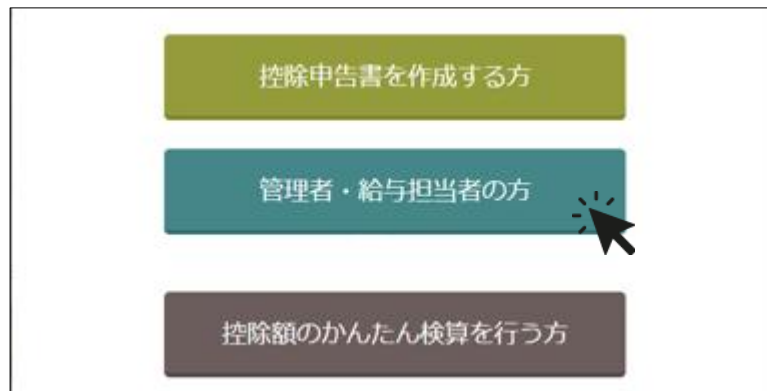 控除申告書を作成する方
管理者・給与担当者の方
控除額のかんたん検算を行う方